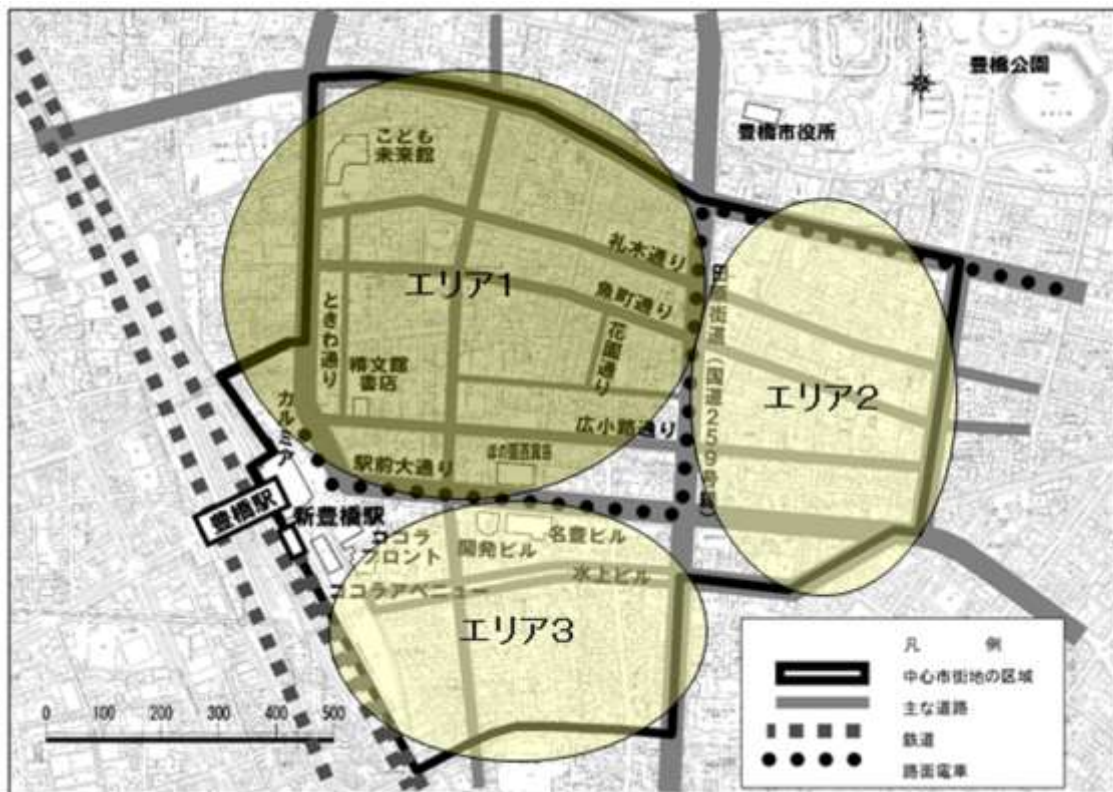 豊橋公園
豊橋市役所
こども
未来館
札木通り
エリア1
魚町通り
ときわ通り
花園通り
田原街道(国道259号線)
エリア2
精文館
書店
カルミア
広小路通り
ほの国百貨店
駅前大通り
豊橋駅
新豊橋駅
ココラ
フロント
開発ビル
名豊ビル
ココラアベニュー
水上ビル
エリア3
0 100 200 300 400 500
凡 例
中心市街地の区域
主な道路
鉄道
路面電車